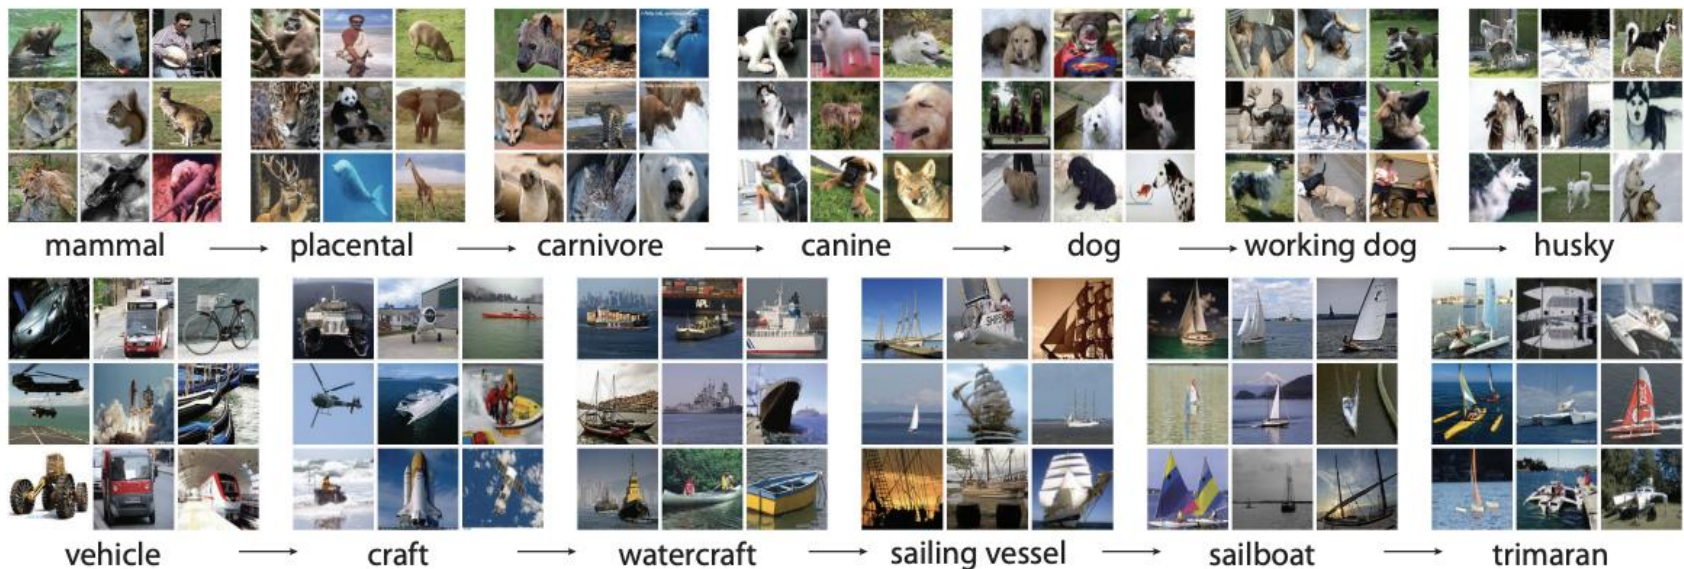 mammal → placental → carnivore → canine → dog → working dog → husky
vehicle → craft → watercraft → sailing vessel → sailboat → trimaran